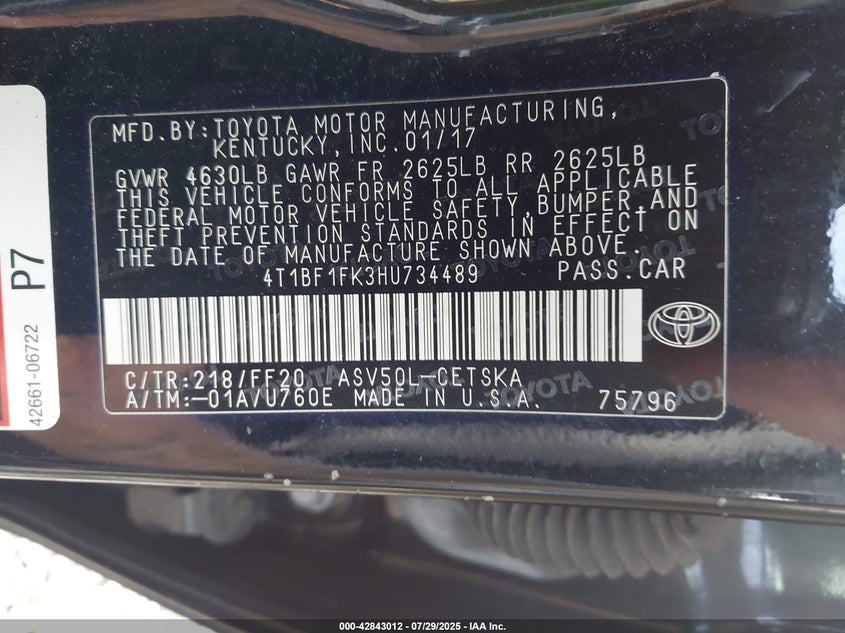 MFD.BY:TOYOTA MOTOR MANUFACTURING,
KENTUCKY,INC.01/17
GVWR 4630LB GAWR FR 2625LB RR 2625LB
THIS VEHICLE CONFORMS TO ALL APPLICABLE
FEDERAL MOTOR VEHICLE SAFETY,BUMPER,AND
THEFT PREVENTION STANDARDS IN EFFECT ON
THE DATE OF MANUFACTURE SHOWN ABOVE.
4T1BF1FK3HU734489 PASS.CAR
C/TR:218/FF20 ASV50L-CETSKA
A/TM:-01A/U760E MADE IN U.S.A. 75796
P7
42661-06722
TOYOTA
000-42843012 / 07/29/2025 - IAA Inc.